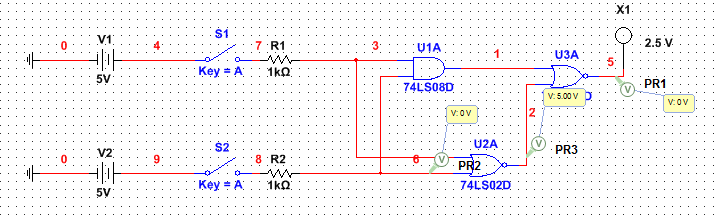 X1
V1
S1
U1A
U3A
0
4
7
R1
3
1
2.5 V
5
5V
Key = A
1kΩ
74LS08D
PR1
V: 5.00 V
D
V: 0 V
V: 0 V
2
V2
S2
U2A
PR3
0
9
8
R2
6
PR2
5V
Key = A
1kΩ
74LS02D